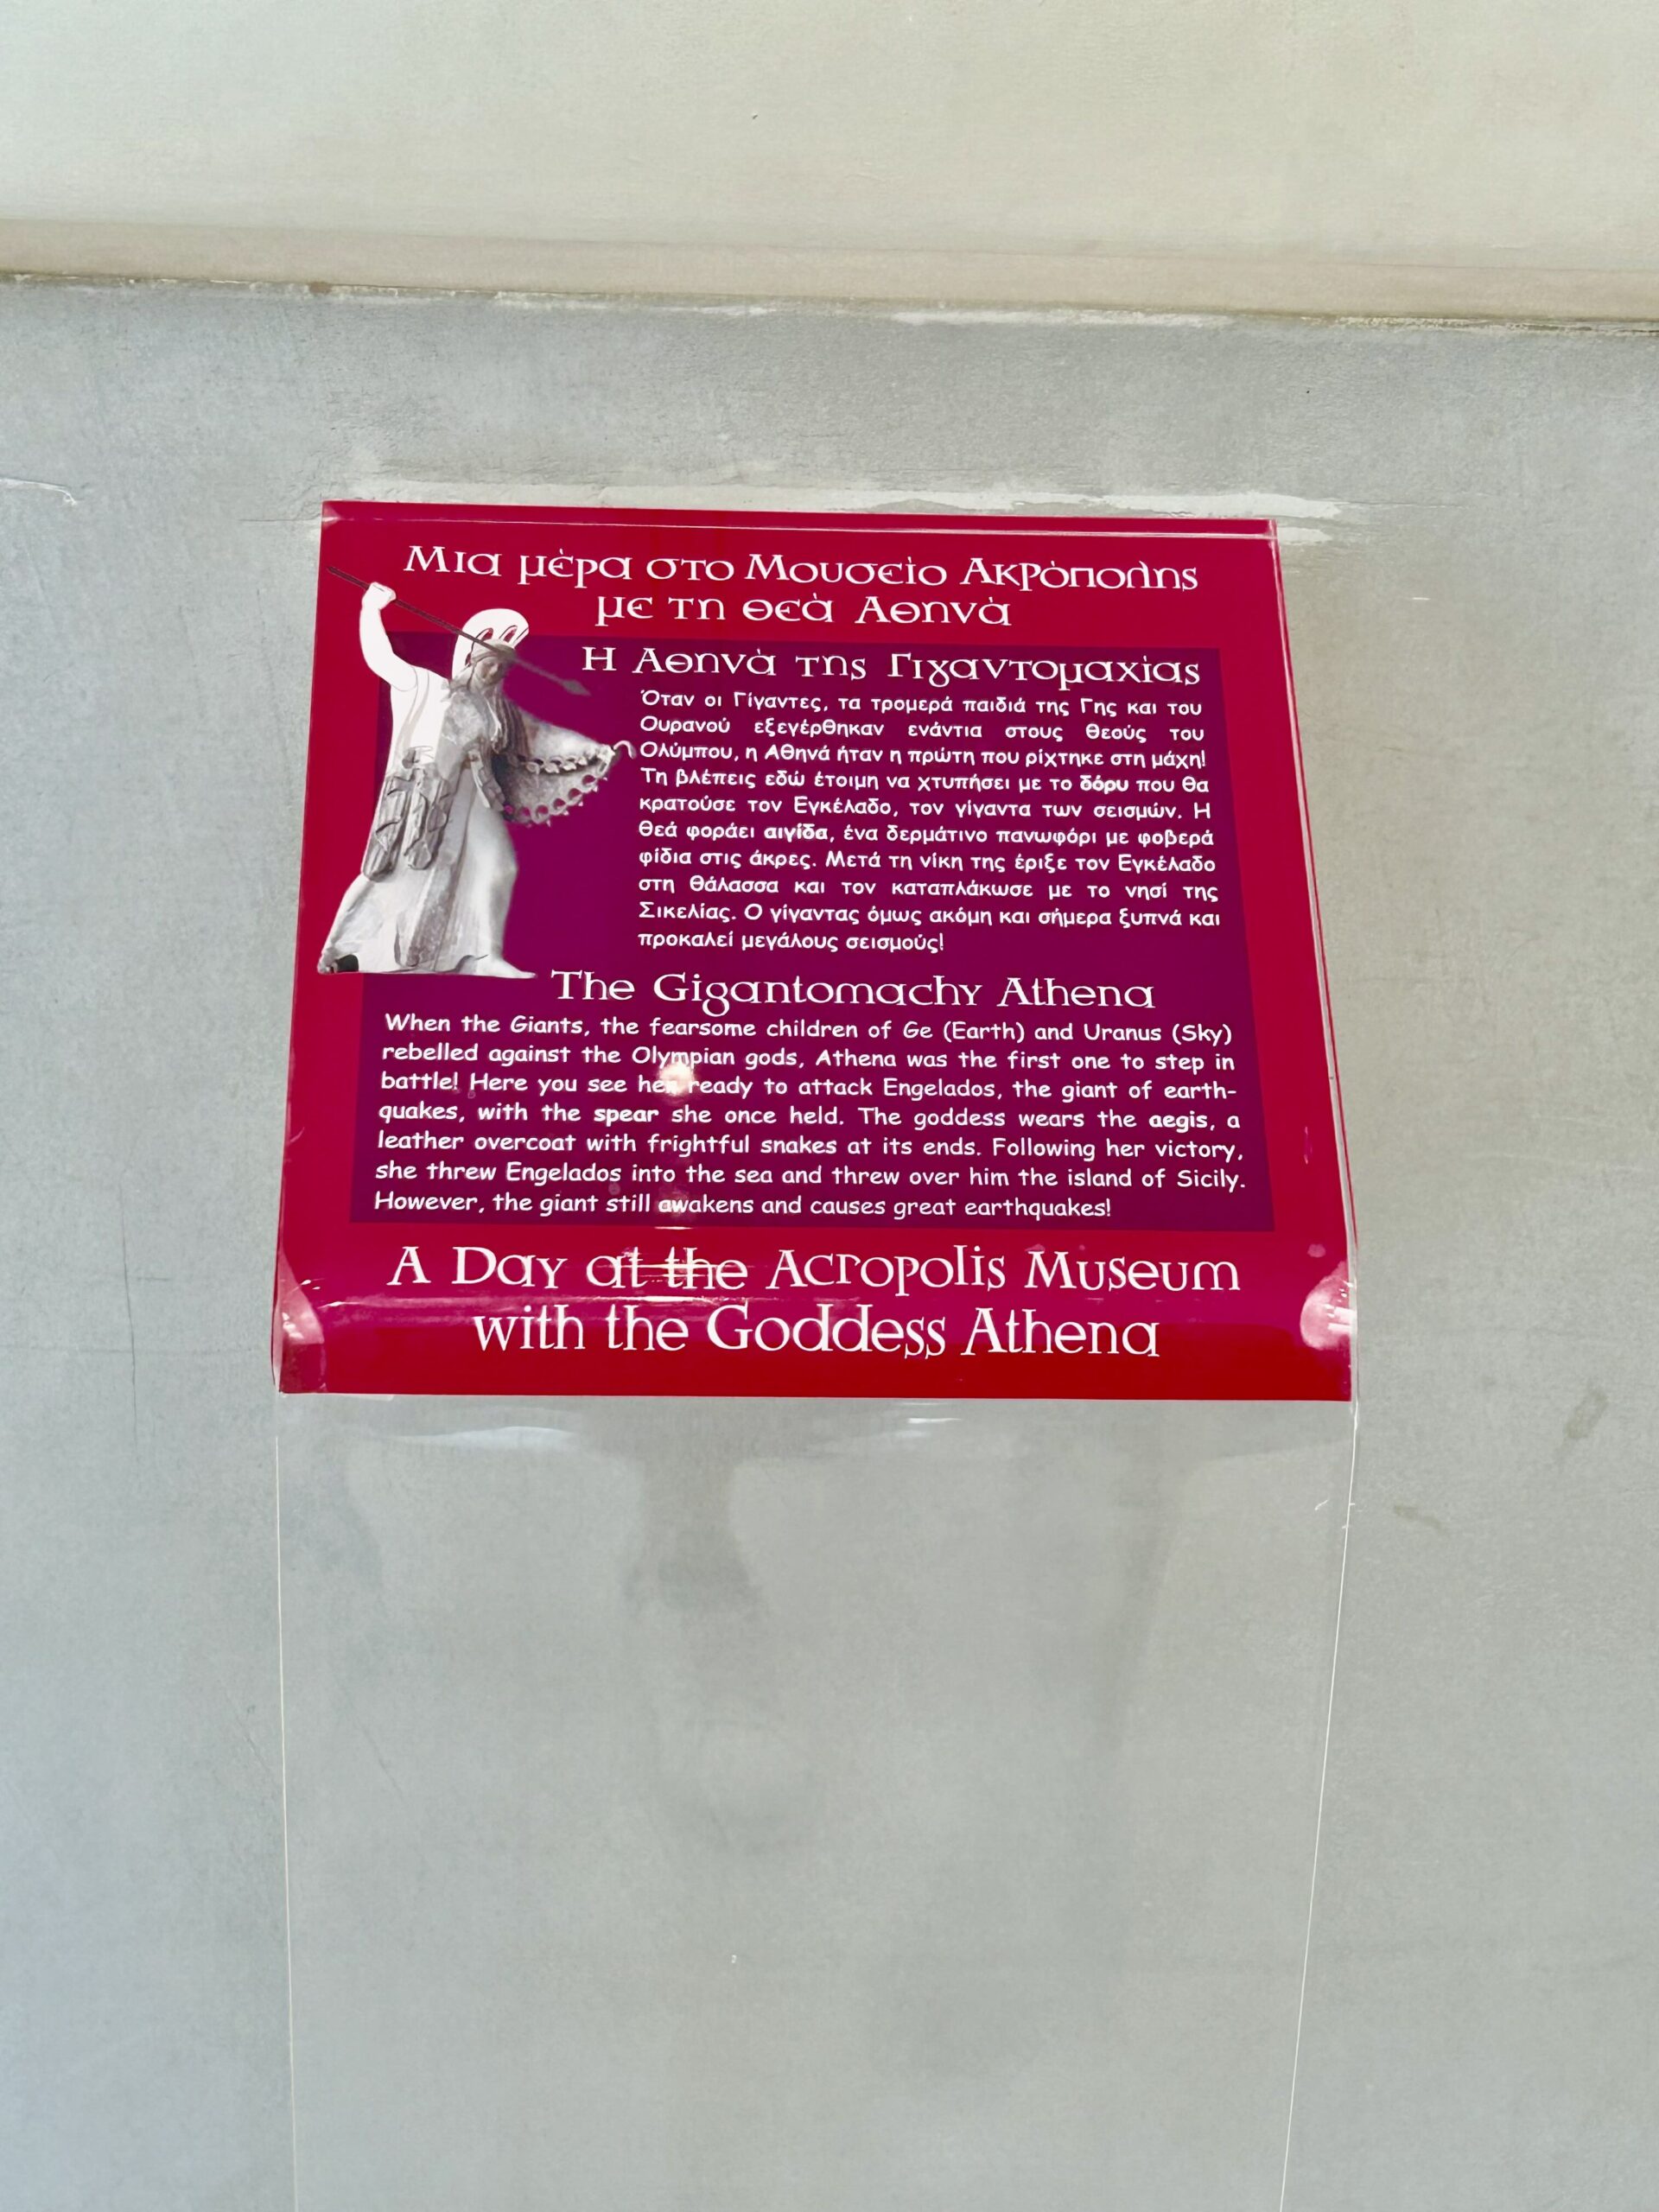 Μια μέρα στο Μουσείο Ακρόπολης
με τη θεά Αθηνά
Η Αθηνά της Γιγαντομαχίας
Όταν οι Γίγαντες, τα τρομερά παιδιά της Γης και του
Ουρανού εξεγέρθηκαν ενάντια στους θεούς του
Ολύμπου, η Αθηνά ήταν η πρώτη που ρίχτηκε στη μάχη!
Τη βλέπεις εδώ έτοιμη να χτυπήσει με το δόρυ που θα
κρατούσε τον Εγκέλαδο, τον γίγαντα των σεισμών. Η
θεά φοράει αιγίδα, ένα δερμάτινο πανωφόρι με φοβερά
φίδια στις άκρες. Μετά τη νίκη της έριξε τον Εγκέλαδο
στη θάλασσα και τον καταπλάκωσε με το νησί της
Σικελίας. Ο γίγαντας όμως ακόμη και σήμερα ξυπνά και
προκαλεί μεγάλους σεισμούς!
The Gigantomachy Athena
When the Giants, the fearsome children of Ge (Earth) and Uranus (Sky)
rebelled against the Olympian gods, Athena was the first one to step in
battle! Here you see her ready to attack Engelados, the giant of earth-
quakes, with the spear she once held. The goddess wears the aegis, a
leather overcoat with frightful snakes at its ends. Following her victory,
she threw Engelados into the sea and threw over him the island of Sicily.
However, the giant still awakens and causes great earthquakes!
A Day at the Acropolis Museum
with the Goddess Athena